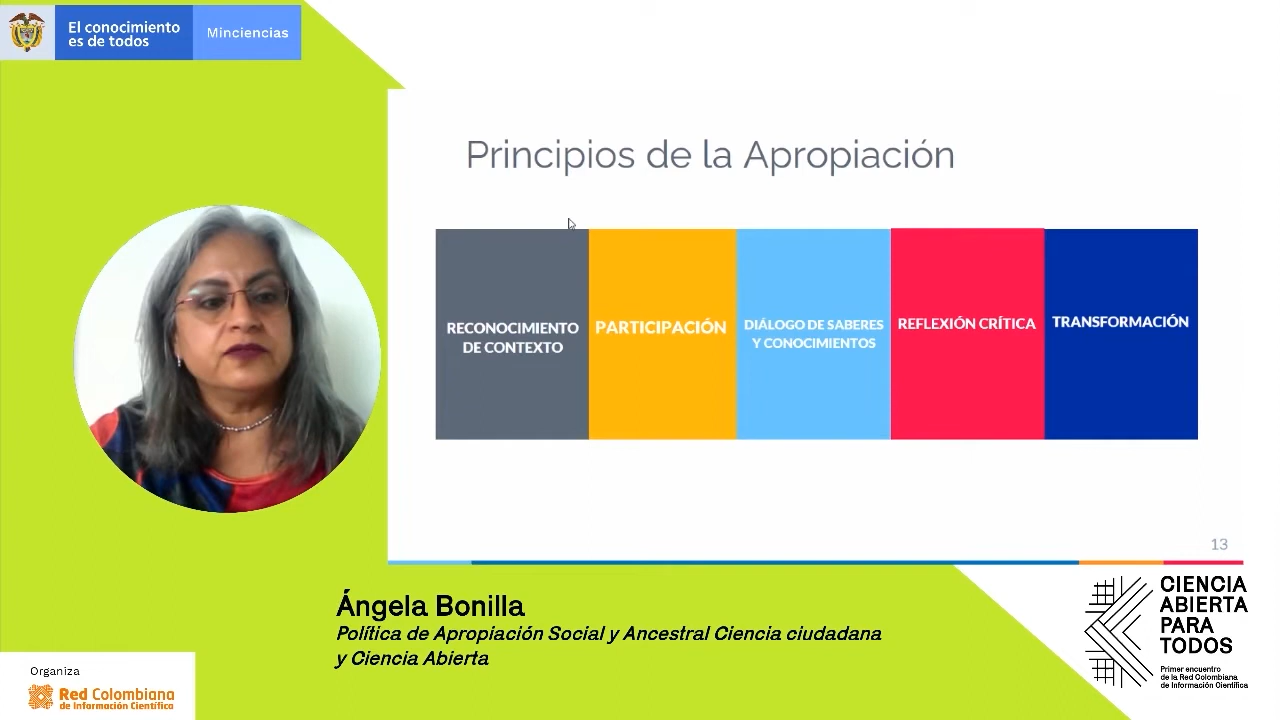 El conocimiento
es de todos
Minciencias
Principios de la Apropiación
RECONOCIMIENTO
DE CONTEXTO
PARTICIPACIÓN
DIÁLOGO DE SABERES
Y CONOCIMIENTOS
REFLEXIÓN CRÍTICA
TRANSFORMACIÓN
13
Ángela Bonilla
Política de Apropiación Social y Ancestral Ciencia ciudadana
y Ciencia Abierta
Organiza
Red Colombiana
de Información Científica
CIENCIA
ABIERTA
PARA
TODOS
Primer encuentro
de la Red Colombiana
de Información Científica